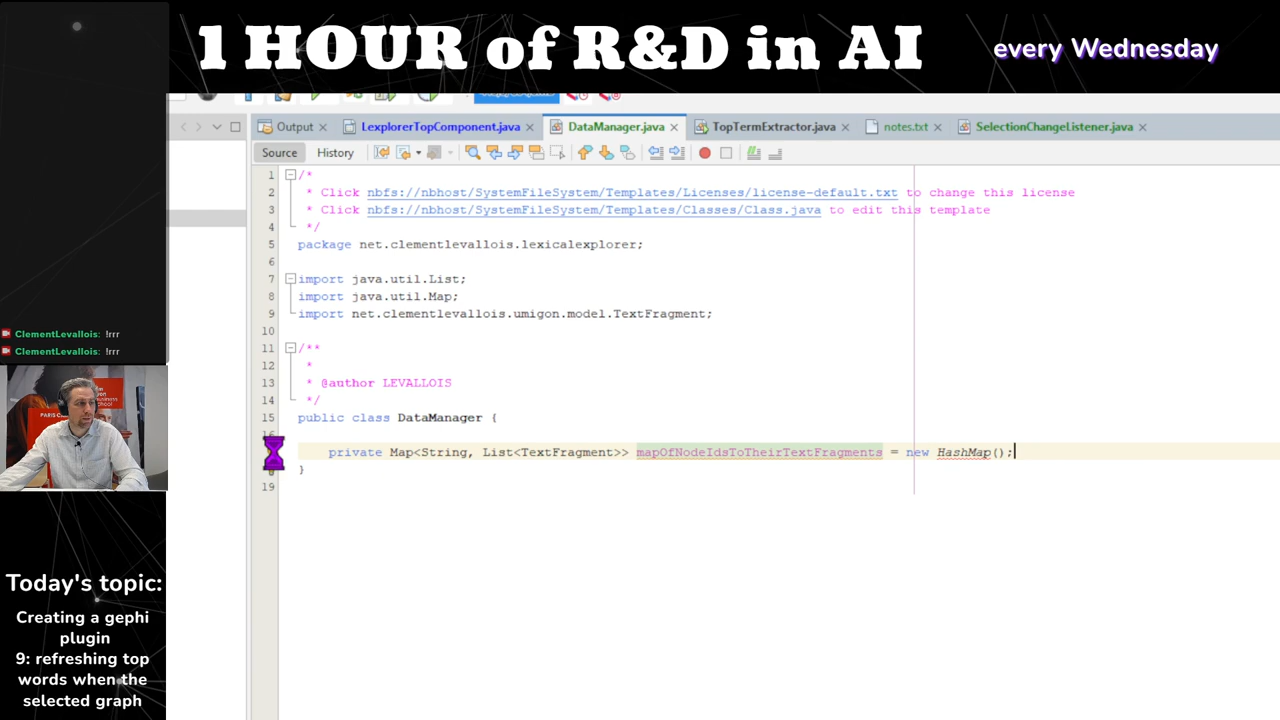 1 HOUR of R&D in AI
every Wednesday
Output
LexplorerTopComponent.java
DataManager.java
TopTermExtractor.java
notes.txt
SelectionChangeListener.java
Source
History
1 /*
2 * Click nbfs://nbhost/SystemFileSystem/Templates/Licenses/license-default.txt to change this license
3 * Click nbfs://nbhost/SystemFileSystem/Templates/Classes/Class.java to edit this template
4 */
5 package net.clementlevallois.lexicalexplorer;
6
7 import java.util.List;
8 import java.util.Map;
9 import net.clementlevallois.umigon.model.TextFragment;
10
11 /**
12 *
13 * @author LEVALLOIS
14 */
15 public class DataManager {
private Map<String, List<TextFragment>> mapOfNodeIdsToTheirTextFragments = new HashMap();
}
19
ClementLevallois: !rrr
ClementLevallois: !rrr
PARIS
Today's topic:
Creating a gephi
plugin
9: refreshing top
words when the
selected graph